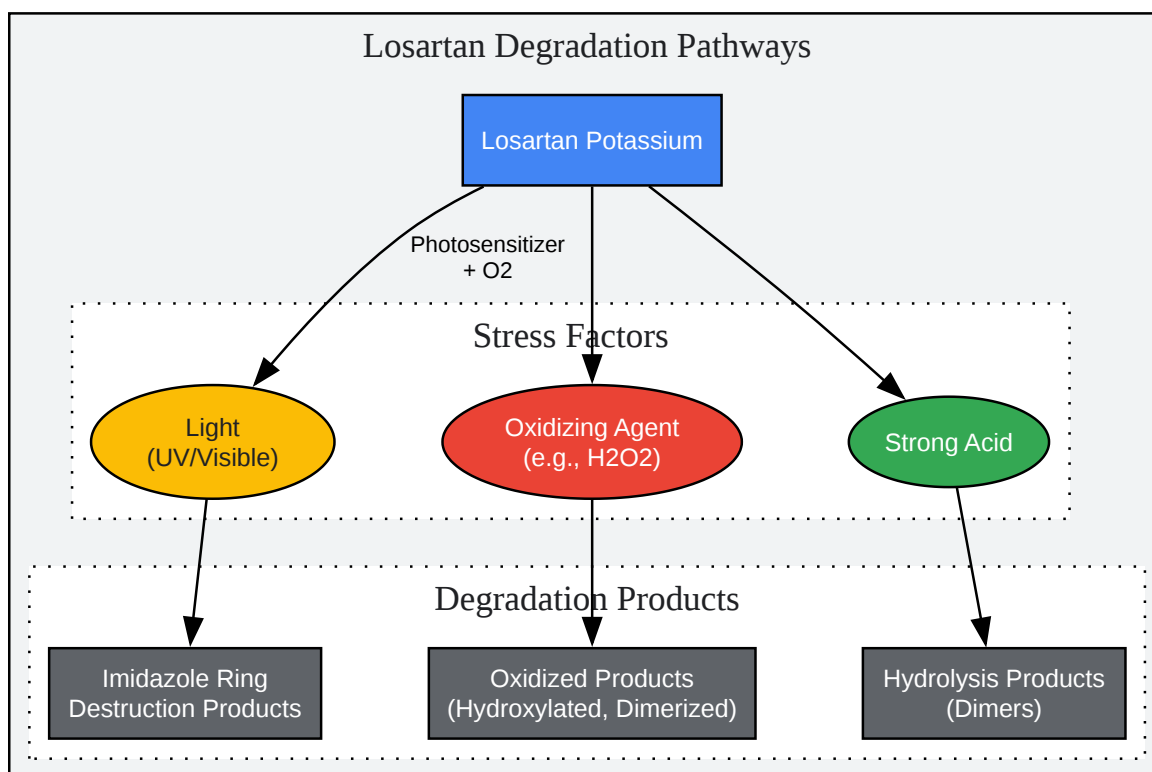 Losartan Degradation Pathways
Losartan Potassium
Photosensitizer
+ O2
Stress Factors
Light
(UV/Visible)
Oxidizing Agent
(e.g., H2O2)
Strong Acid
Degradation Products
Imidazole Ring
Destruction Products
Oxidized Products
(Hydroxylated, Dimerized)
Hydrolysis Products
(Dimers)